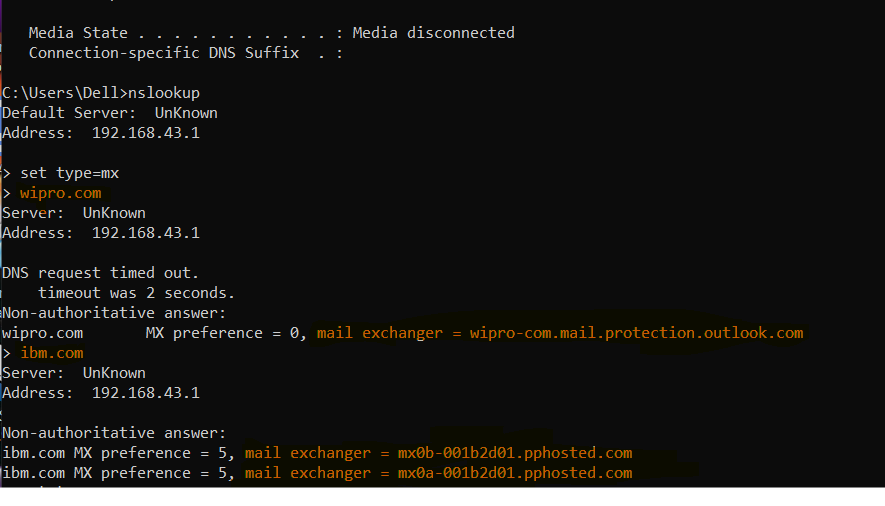 Media State . . . . . . . . . . . : Media disconnected
Connection-specific DNS Suffix  . :
C:\Users\Dell>nslookup
Default Server:  UnKnown
Address:  192.168.43.1
> set type=mx
> wipro.com
Server:  UnKnown
Address:  192.168.43.1
DNS request timed out.
timeout was 2 seconds.
Non-authoritative answer:
wipro.com       MX preference = 0, mail exchanger = wipro-com.mail.protection.outlook.com
> ibm.com
Server:  UnKnown
Address:  192.168.43.1
Non-authoritative answer:
ibm.com MX preference = 5, mail exchanger = mx0b-001b2d01.pphosted.com
ibm.com MX preference = 5, mail exchanger = mx0a-001b2d01.pphosted.com